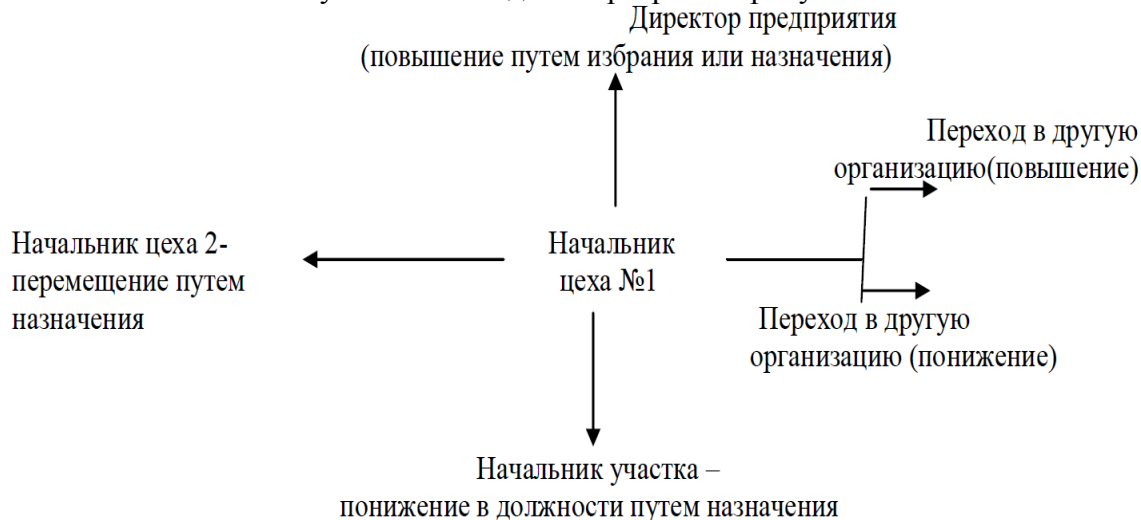 Директор предприятия
(повышение путем избрания или назначения)
Переход в другую
организацию(повышение)
Начальник цеха 2-
перемещение путем
назначения
Начальник
цеха №1
Переход в другую
организацию (понижение)
Начальник участка –
понижение в должности путем назначения